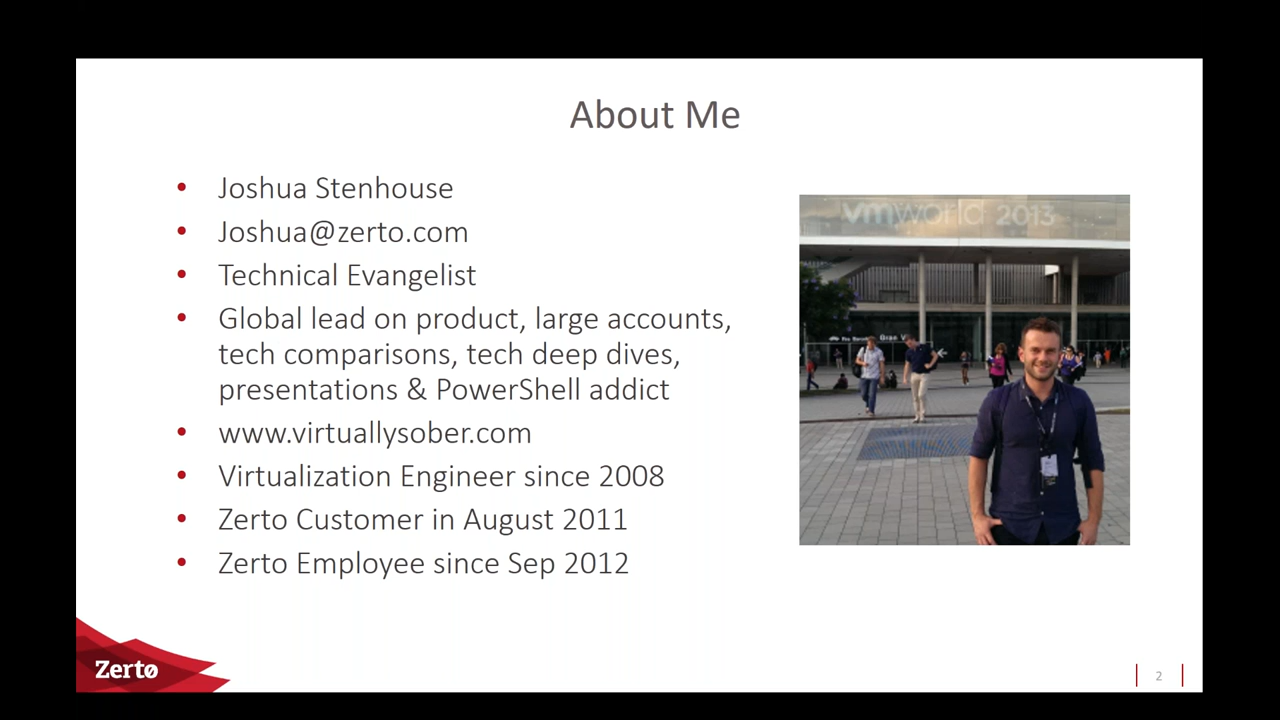 About Me
• Joshua Stenhouse
• Joshua@zerto.com
• Technical Evangelist
• Global lead on product, large accounts,
tech comparisons, tech deep dives,
presentations & PowerShell addict
• www.virtuallysober.com
• Virtualization Engineer since 2008
• Zerto Customer in August 2011
• Zerto Employee since Sep 2012
vmworld 2013
Zerto
2